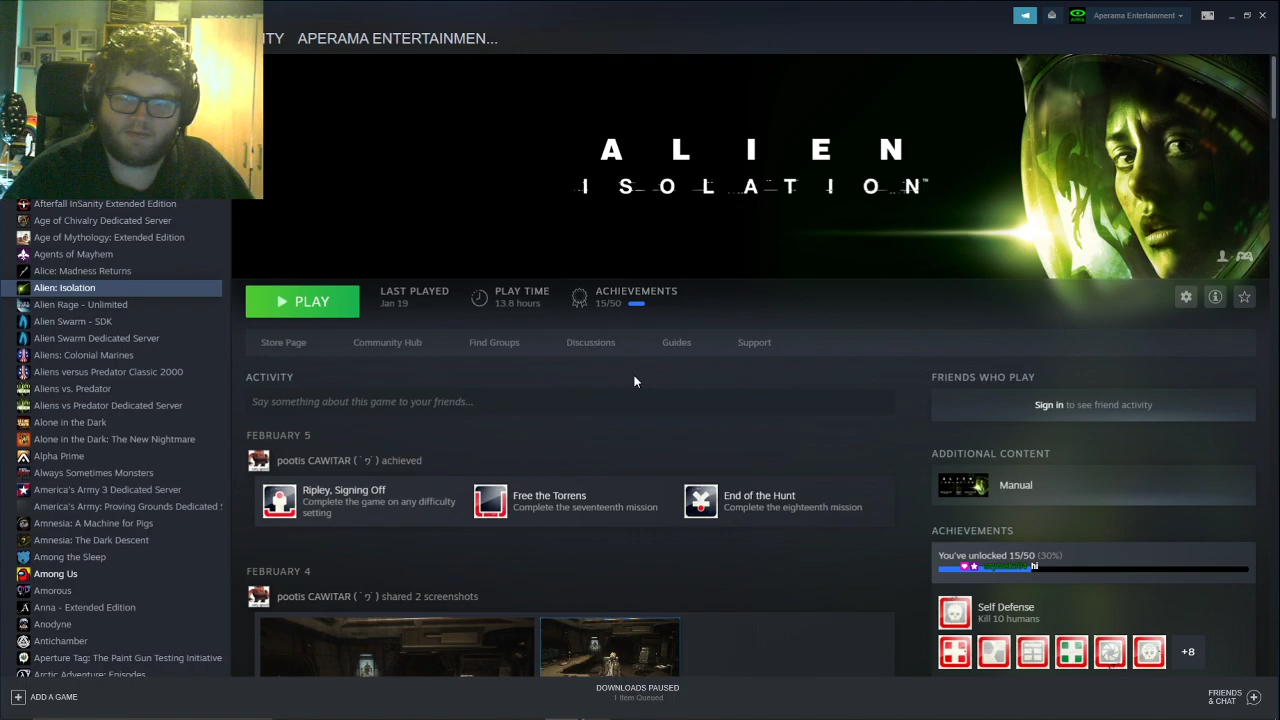 ITY APERAMA ENTERTAINMEN...
Aperama Entertainment
ALIEN
ISOLATION™
Afterfall InSanity Extended Edition
Age of Chivalry Dedicated Server
Age of Mythology: Extended Edition
Agents of Mayhem
Alice: Madness Returns
Alien: Isolation
Alien Rage - Unlimited
Alien Swarm - SDK
Alien Swarm Dedicated Server
Aliens: Colonial Marines
Aliens versus Predator Classic 2000
Aliens vs. Predator
Aliens vs Predator Dedicated Server
Alone in the Dark
Alone in the Dark: The New Nightmare
Alpha Prime
Always Sometimes Monsters
America's Army 3 Dedicated Server
America's Army: Proving Grounds Dedicated S
Amnesia: A Machine for Pigs
Amnesia: The Dark Descent
Among the Sleep
Among Us
Amorous
Anna - Extended Edition
Anodyne
Antichamber
Aperture Tag: The Paint Gun Testing Initiative
Arctic Adventure: Episodes
PLAY
LAST PLAYED
Jan 19
PLAY TIME
13.8 hours
ACHIEVEMENTS
15/50
Store Page
Community Hub
Find Groups
Discussions
Guides
Support
ACTIVITY
Say something about this game to your friends...
FEBRUARY 5
pootis CAWITAR ( ˙ ꒳ˊ ) achieved
Ripley, Signing Off
Complete the game on any difficulty
setting
Free the Torrens
Complete the seventeenth mission
End of the Hunt
Complete the eighteenth mission
FEBRUARY 4
pootis CAWITAR shared 2 screenshots
FRIENDS WHO PLAY
Sign in to see friend activity
ADDITIONAL CONTENT
Manual
ACHIEVEMENTS
You've unlocked 15/50 (30%)
hi
Self Defense
Kill 10 humans
+8
ADD A GAME
DOWNLOADS PAUSED
1 Item Queued
FRIENDS
& CHAT